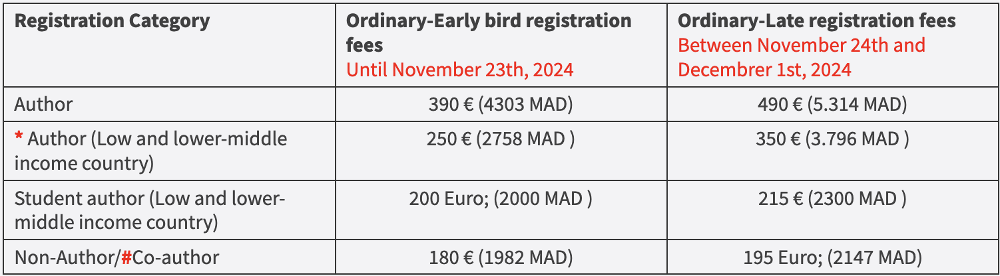 Registration Category
Ordinary-Early bird registration
fees
Until November 23th, 2024
Ordinary-Late registration fees
Between November 24th and
Decembrer 1st, 2024
Author
390 € (4303 MAD)
490 € (5.314 MAD)
* Author (Low and lower-middle
income country)
250 € (2758 MAD )
350 € (3.796 MAD )
Student author (Low and lower-
middle income country)
200 Euro; (2000 MAD )
215 € (2300 MAD )
Non-Author/#Co-author
180 € (1982 MAD)
195 Euro; (2147 MAD)